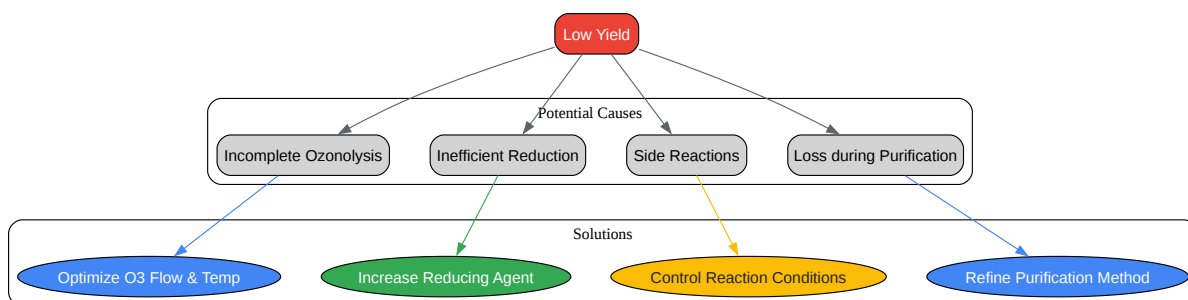 Low Yield
Potential Causes
Incomplete Ozonolysis
Inefficient Reduction
Side Reactions
Loss during Purification
Solutions
Optimize O3 Flow & Temp
Increase Reducing Agent
Control Reaction Conditions
Refine Purification Method